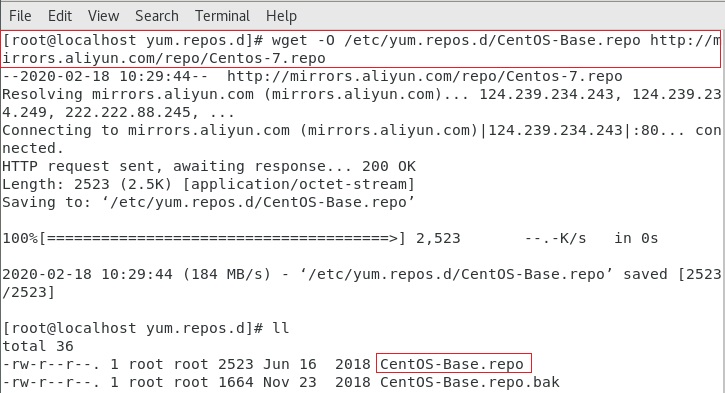 File Edit View Search Terminal Help
[root@localhost yum.repos.d]# wget -O /etc/yum.repos.d/CentOS-Base.repo http://m
irrors.aliyun.com/repo/Centos-7.repo
--2020-02-18 10:29:44--  http://mirrors.aliyun.com/repo/Centos-7.repo
Resolving mirrors.aliyun.com (mirrors.aliyun.com)... 124.239.234.243, 124.239.23
4.249, 222.222.88.245, ...
Connecting to mirrors.aliyun.com (mirrors.aliyun.com)|124.239.234.243|:80... con
nected.
HTTP request sent, awaiting response... 200 OK
Length: 2523 (2.5K) [application/octet-stream]
Saving to: ‘/etc/yum.repos.d/CentOS-Base.repo’
100%[======================================>] 2,523       --.-K/s   in 0s
2020-02-18 10:29:44 (184 MB/s) - ‘/etc/yum.repos.d/CentOS-Base.repo’ saved [2523
/2523]
[root@localhost yum.repos.d]# ll
total 36
-rw-r--r--. 1 root root 2523 Jun 16  2018 CentOS-Base.repo
-rw-r--r--. 1 root root 1664 Nov 23  2018 CentOS-Base.repo.bak